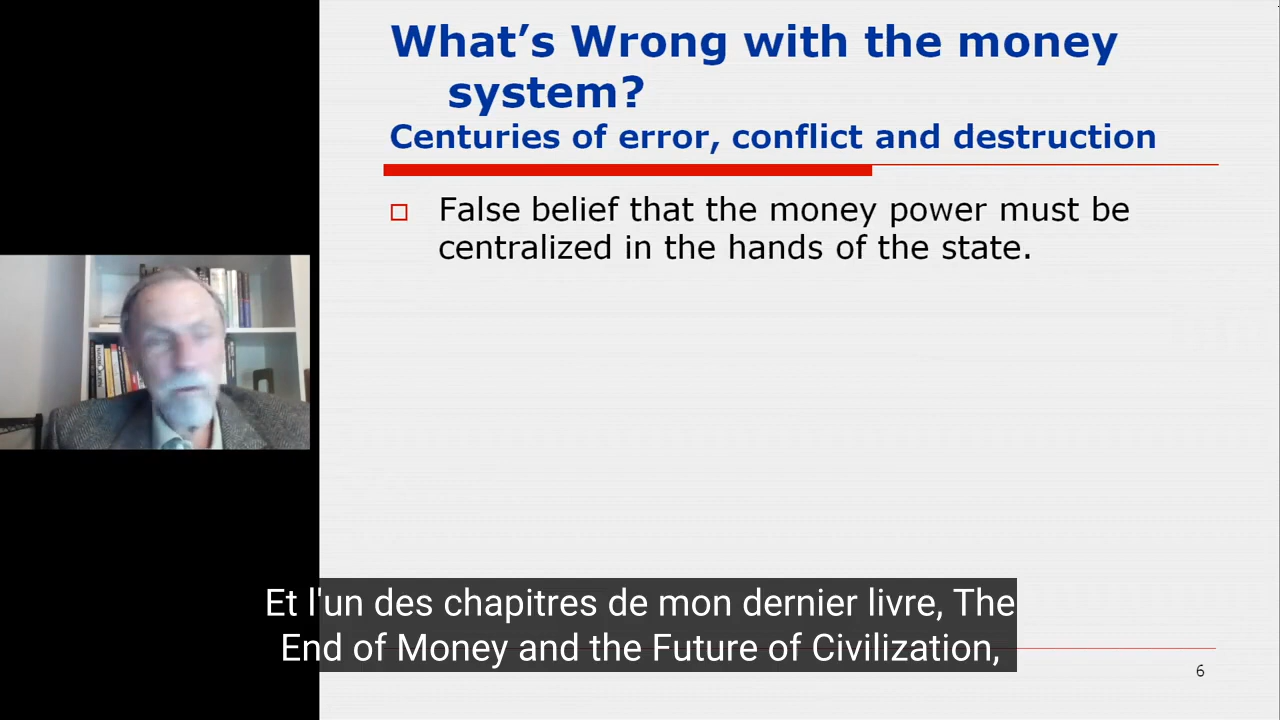 What's Wrong with the money
system?
Centuries of error, conflict and destruction
False belief that the money power must be
centralized in the hands of the state.
Et l'un des chapitres de mon dernier livre, The
End of Money and the Future of Civilization,
6